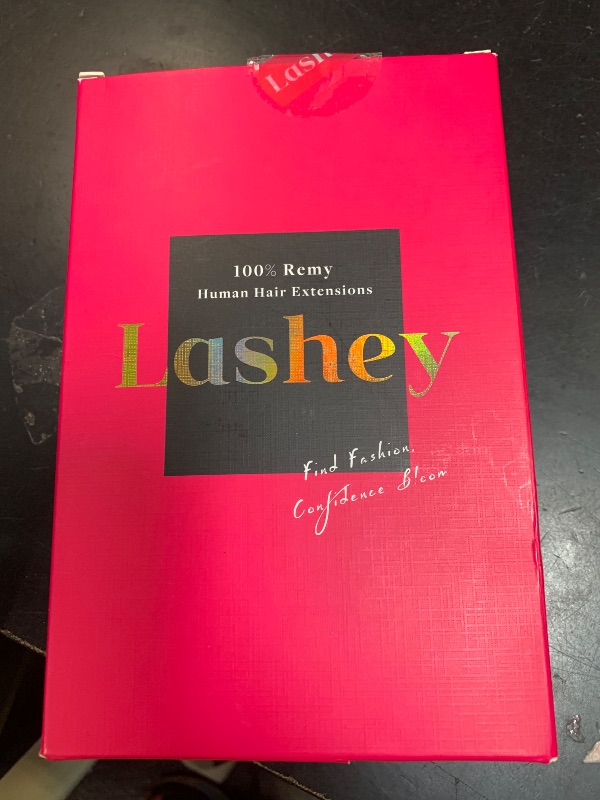 Lash
100% Remy
Human Hair Extensions
Lashey
Find Fashion,
Confidence Bloom